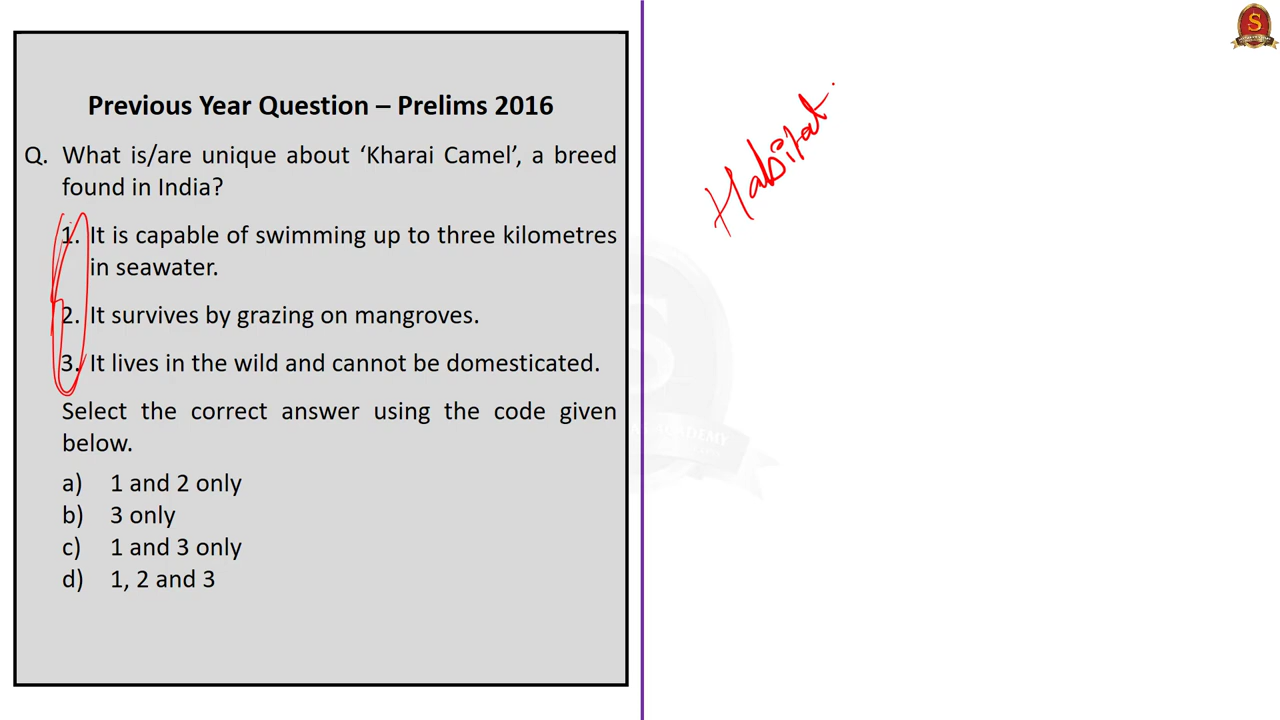 Previous Year Question – Prelims 2016
Q. What is/are unique about ‘Kharai Camel’, a breed
found in India?
1. It is capable of swimming up to three kilometres
in seawater.
2. It survives by grazing on mangroves.
3. It lives in the wild and cannot be domesticated.
Select the correct answer using the code given
below.
a) 1 and 2 only
b) 3 only
c) 1 and 3 only
d) 1, 2 and 3
Habitat
S
S
ACADEMY